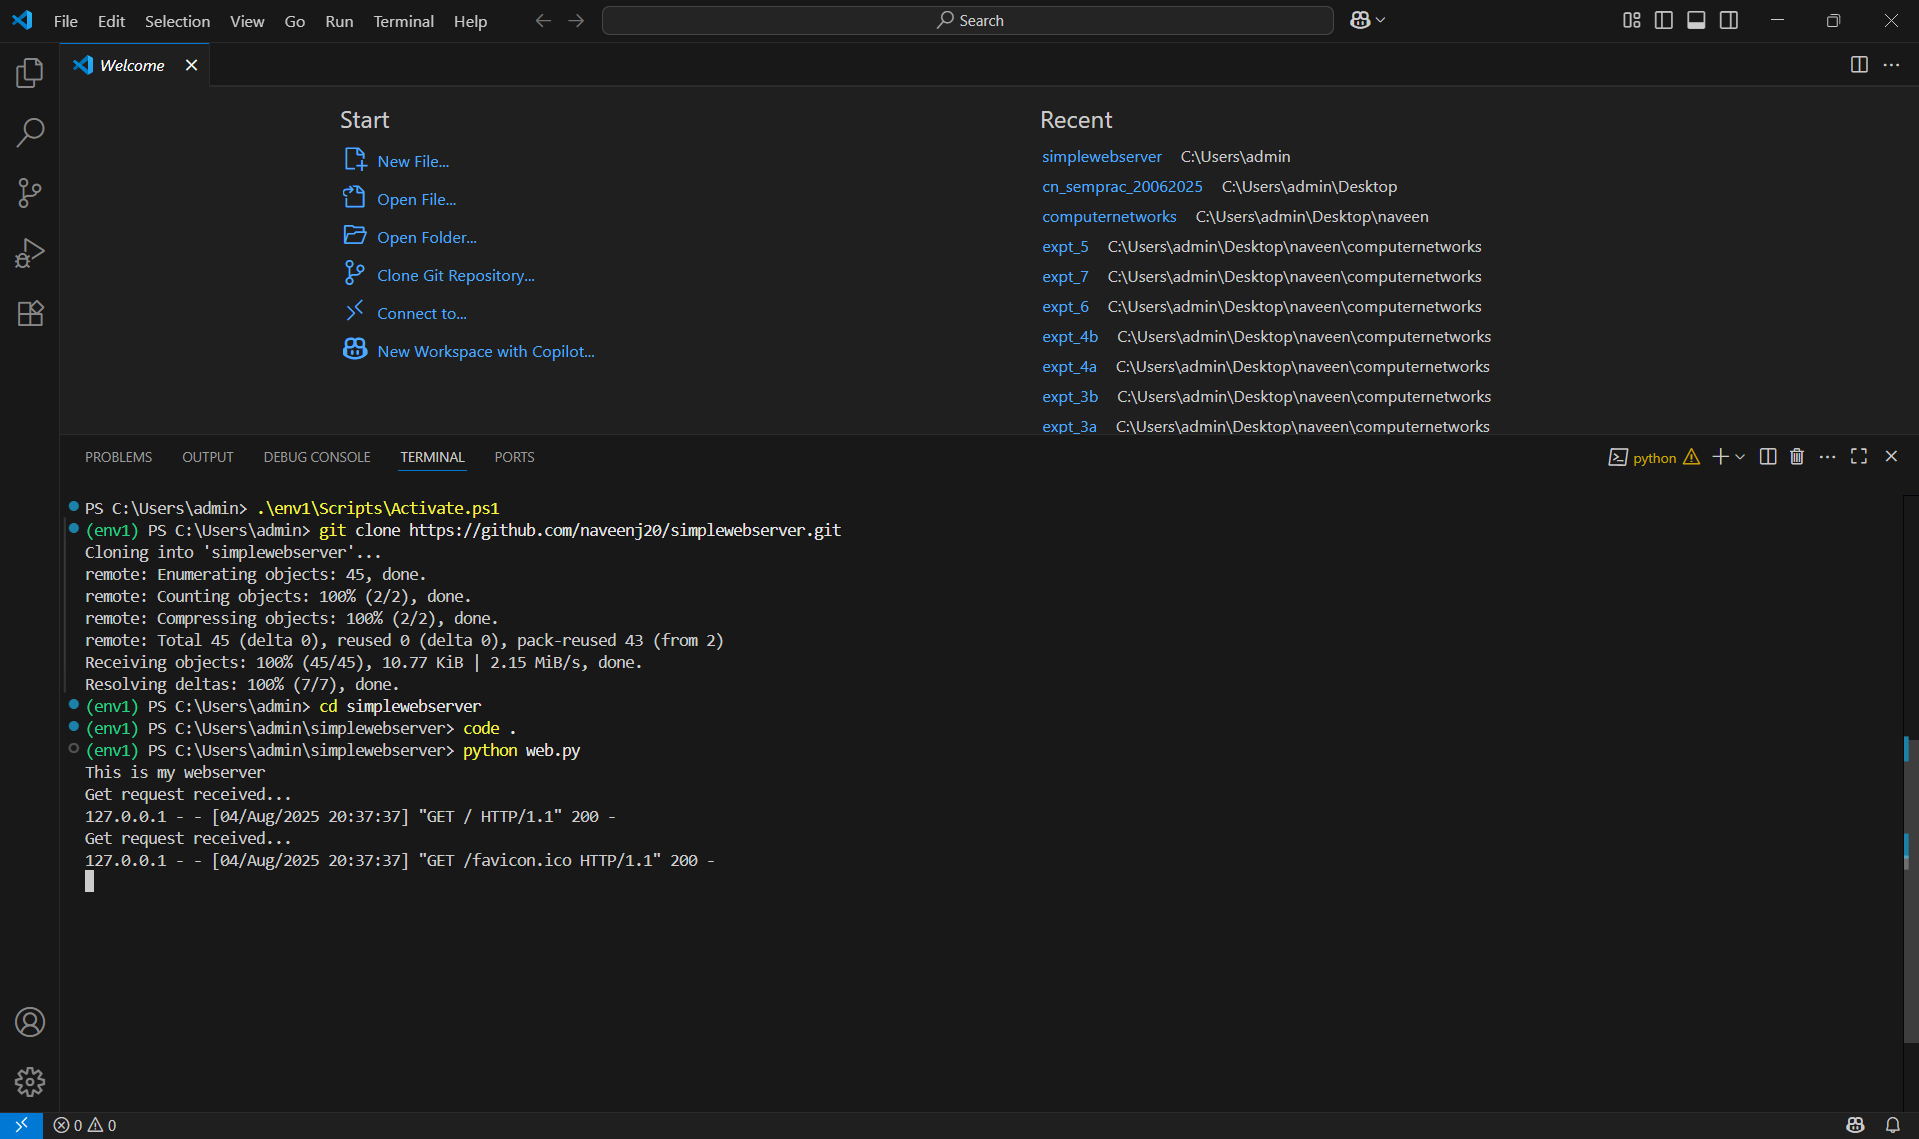 File Edit Selection View Go Run Terminal Help Search
Welcome
Start
New File...
Open File...
Open Folder...
Clone Git Repository...
Connect to...
New Workspace with Copilot...
Recent
simplewebserver C:\Users\admin
cn_semprac_20062025 C:\Users\admin\Desktop
computernetworks C:\Users\admin\Desktop\naveen
expt_5 C:\Users\admin\Desktop\naveen\computernetworks
expt_7 C:\Users\admin\Desktop\naveen\computernetworks
expt_6 C:\Users\admin\Desktop\naveen\computernetworks
expt_4b C:\Users\admin\Desktop\naveen\computernetworks
expt_4a C:\Users\admin\Desktop\naveen\computernetworks
expt_3b C:\Users\admin\Desktop\naveen\computernetworks
expt_3a C:\Users\admin\Desktop\naveen\computernetworks
PROBLEMS OUTPUT DEBUG CONSOLE TERMINAL PORTS python
PS C:\Users\admin> .\env1\Scripts\Activate.ps1
(env1) PS C:\Users\admin> git clone https://github.com/naveenj20/simplewebserver.git
Cloning into 'simplewebserver'...
remote: Enumerating objects: 45, done.
remote: Counting objects: 100% (2/2), done.
remote: Compressing objects: 100% (2/2), done.
remote: Total 45 (delta 0), reused 0 (delta 0), pack-reused 43 (from 2)
Receiving objects: 100% (45/45), 10.77 KiB | 2.15 MiB/s, done.
Resolving deltas: 100% (7/7), done.
(env1) PS C:\Users\admin> cd simplewebserver
(env1) PS C:\Users\admin\simplewebserver> code .
(env1) PS C:\Users\admin\simplewebserver> python web.py
This is my webserver
Get request received...
127.0.0.1 - - [04/Aug/2025 20:37:37] "GET / HTTP/1.1" 200 -
Get request received...
127.0.0.1 - - [04/Aug/2025 20:37:37] "GET /favicon.ico HTTP/1.1" 200 -
0 0